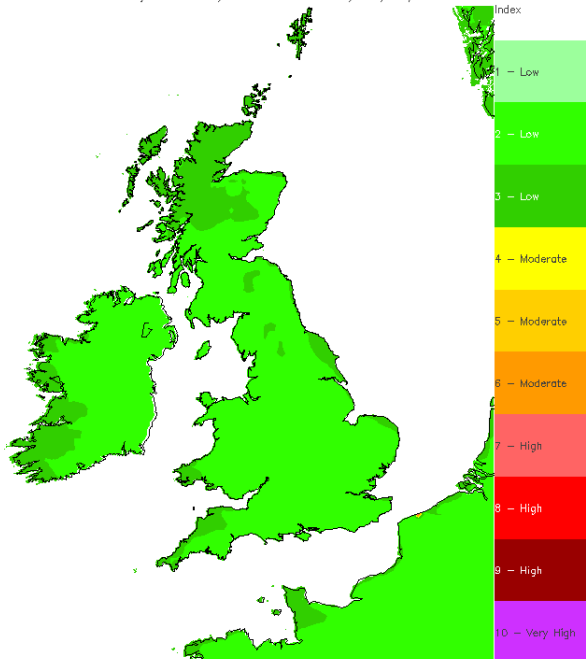 Index
1 - Low
2 - Low
3 - Low
4 - Moderate
5 - Moderate
6 - Moderate
7 - High
8 - High
9 - High
10 - Very High